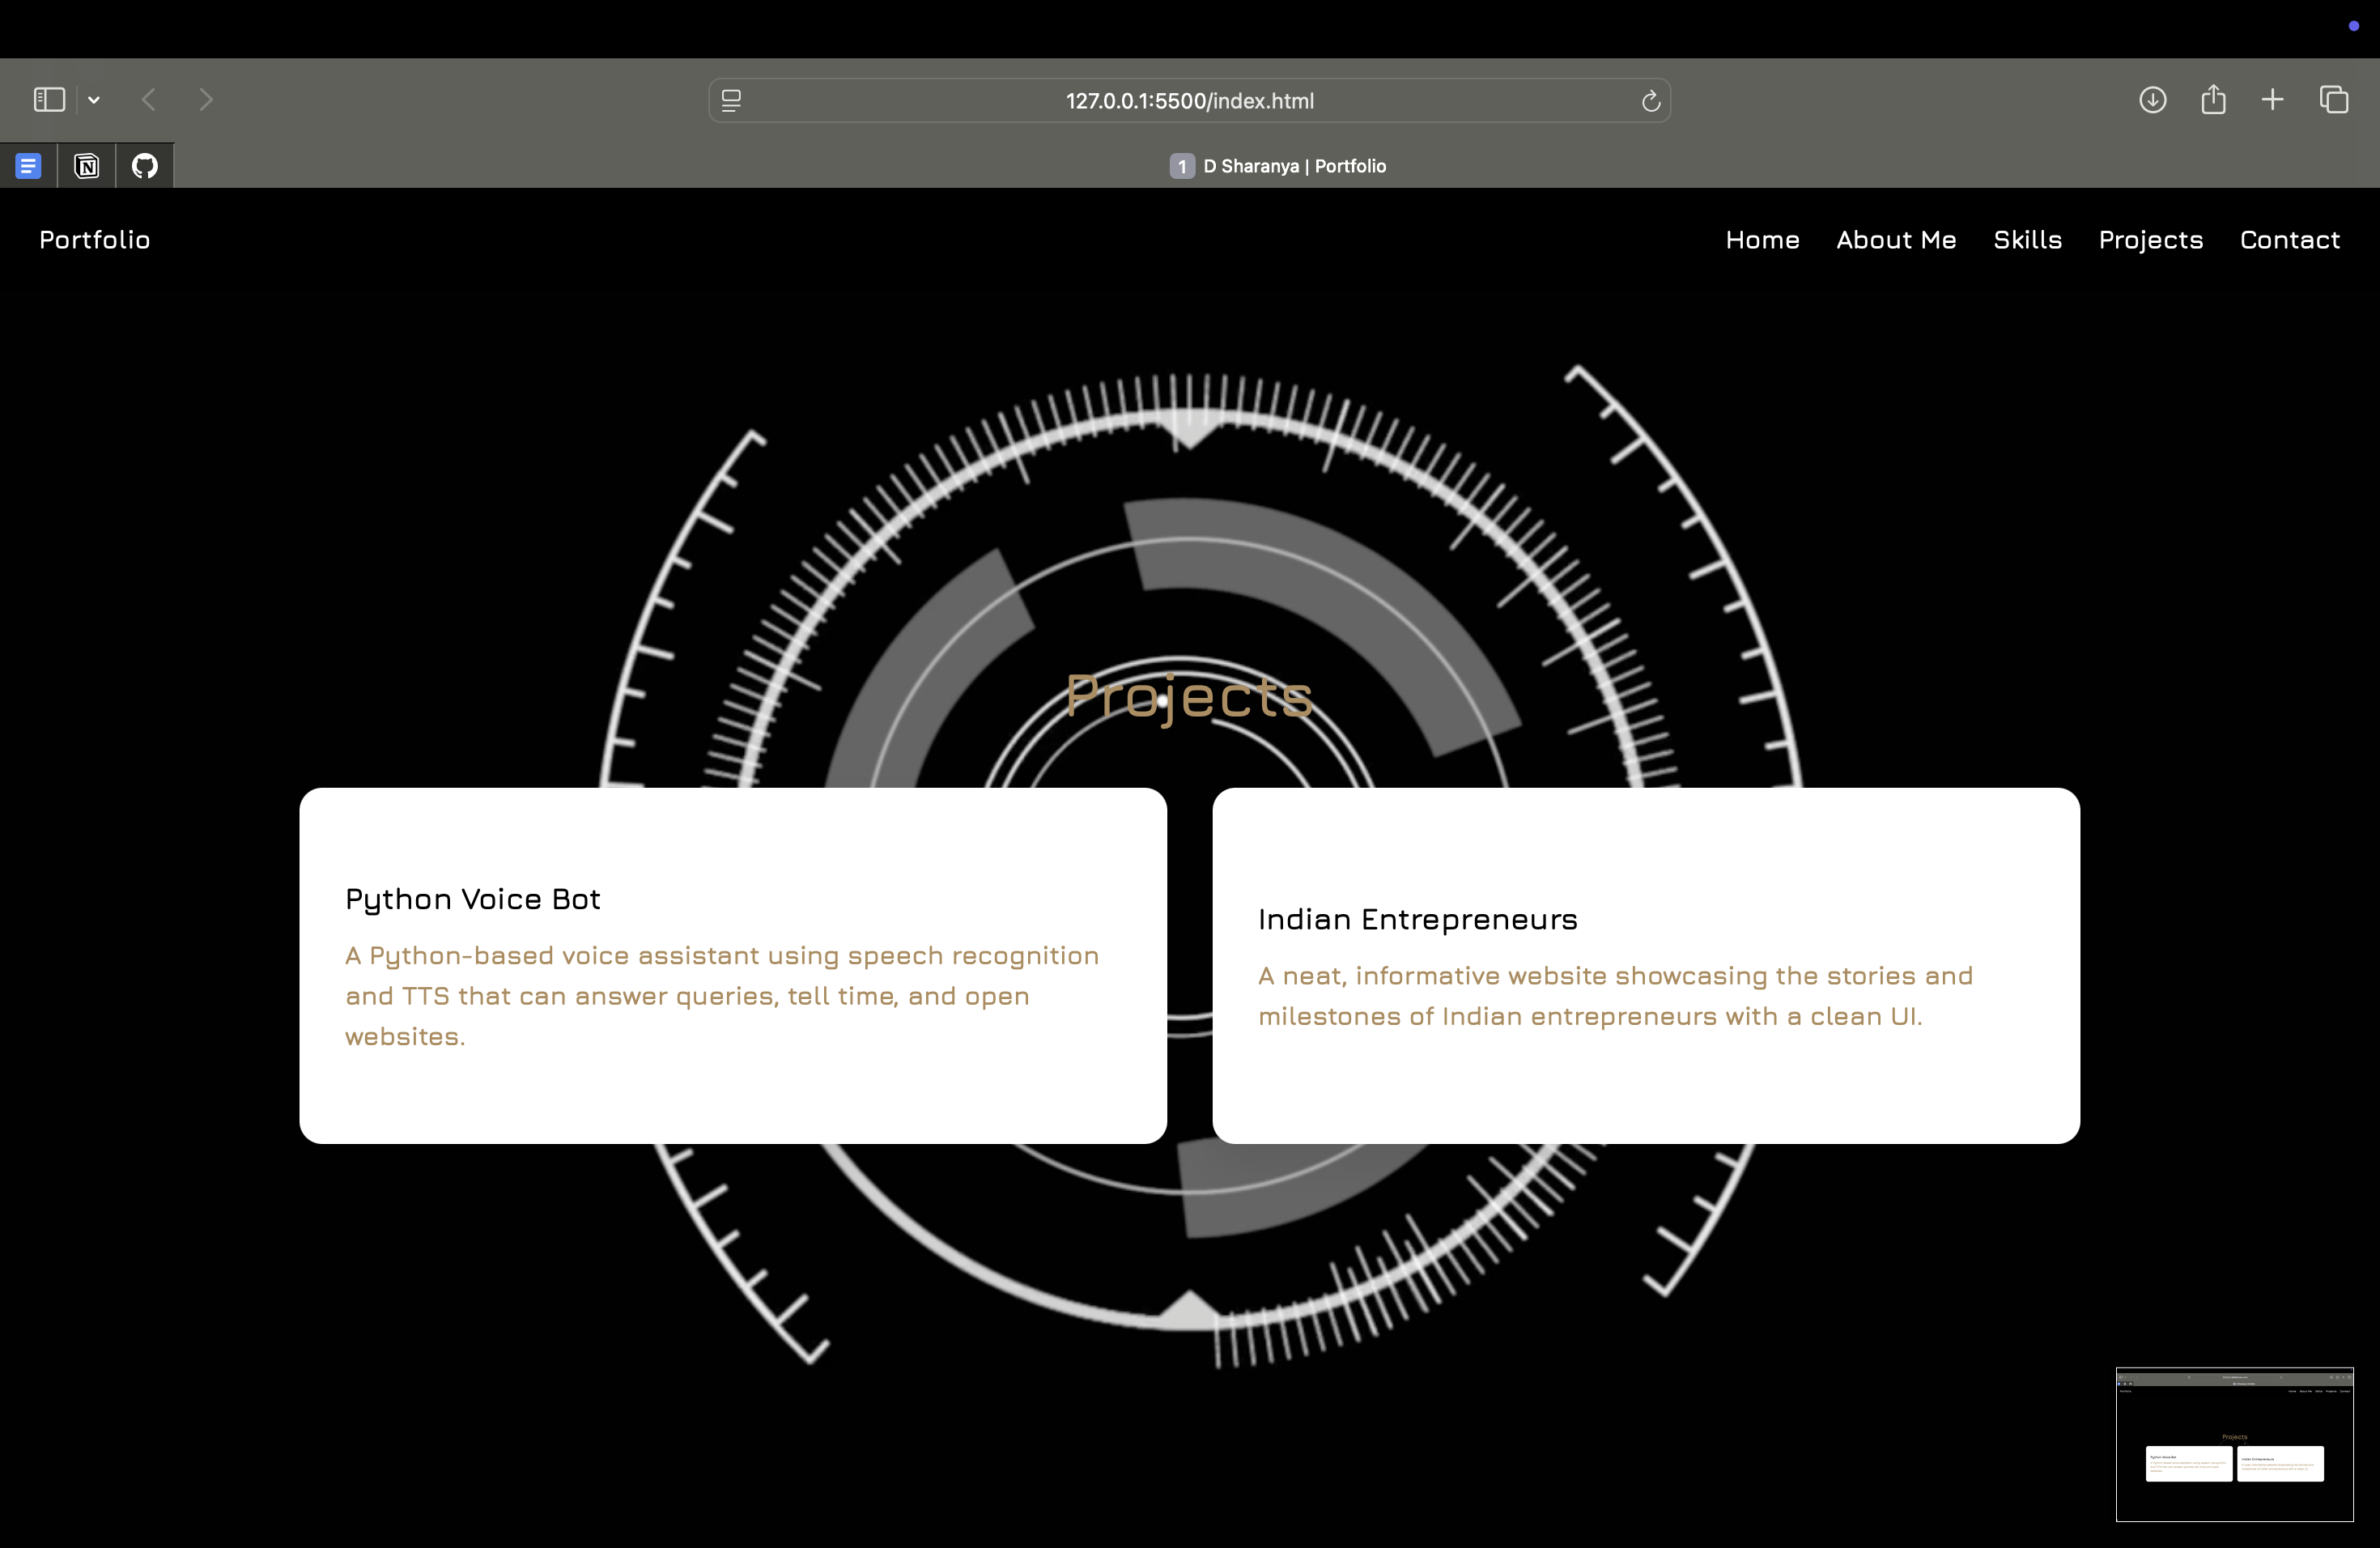 127.0.0.1:5500/index.html
N
1 D Sharanya | Portfolio
Portfolio
Home About Me Skills Projects Contact
Projects
Python Voice Bot
A Python-based voice assistant using speech recognition
and TTS that can answer queries, tell time, and open
websites.
Indian Entrepreneurs
A neat, informative website showcasing the stories and
milestones of Indian entrepreneurs with a clean UI.
Projects